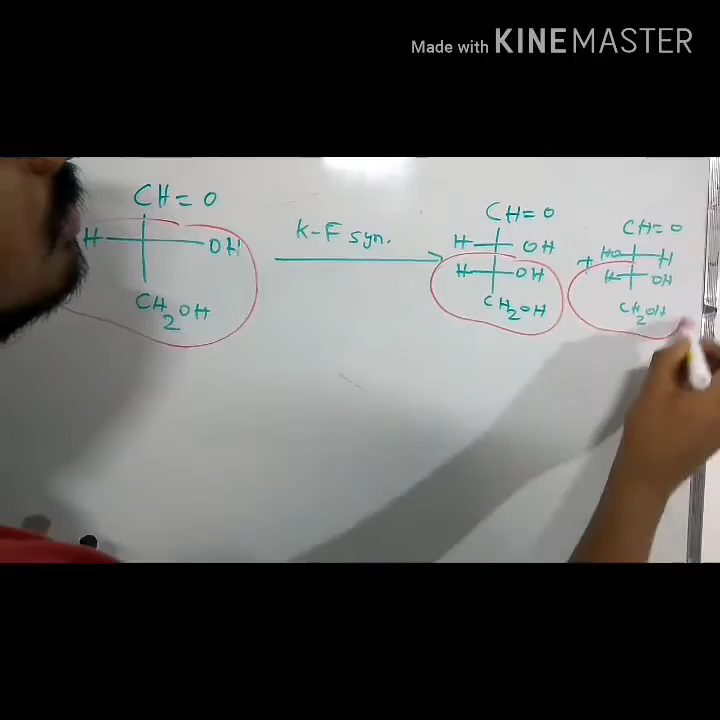 Made with KINEMASTER
CH=O
H OH
CH2OH
K-F syn.
CH=O
H OH
H OH
CH2OH
+
CH=O
HO H
H OH
CH2OH